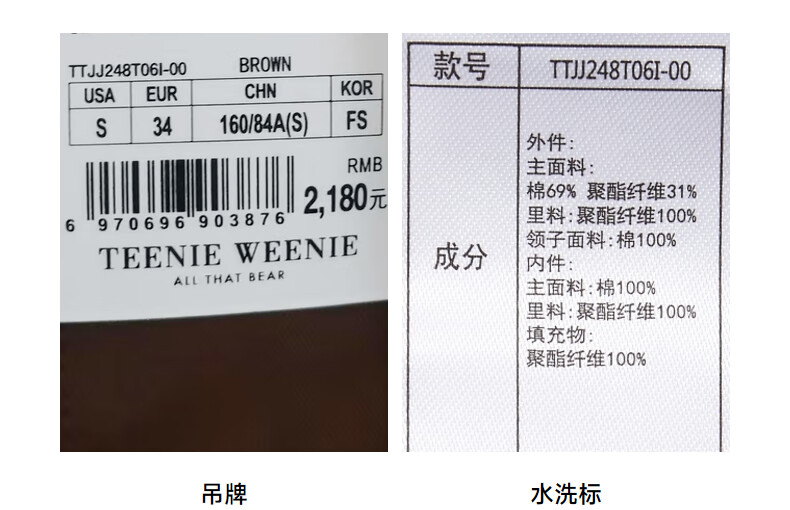 TTJJ248T06I-00 BROWN
USA EUR CHN KOR
S 34 160/84A(S) FS
RMB
2,180元
6 970696 903876
TEENIE WEENIE
ALL THAT BEAR
款号 TTJJ248T06I-00
成分
外件:
主面料:
棉69% 聚酯纤维31%
里料:聚酯纤维100%
领子面料:棉100%
内件:
主面料:棉100%
里料:聚酯纤维100%
填充物:
聚酯纤维100%
吊牌
水洗标